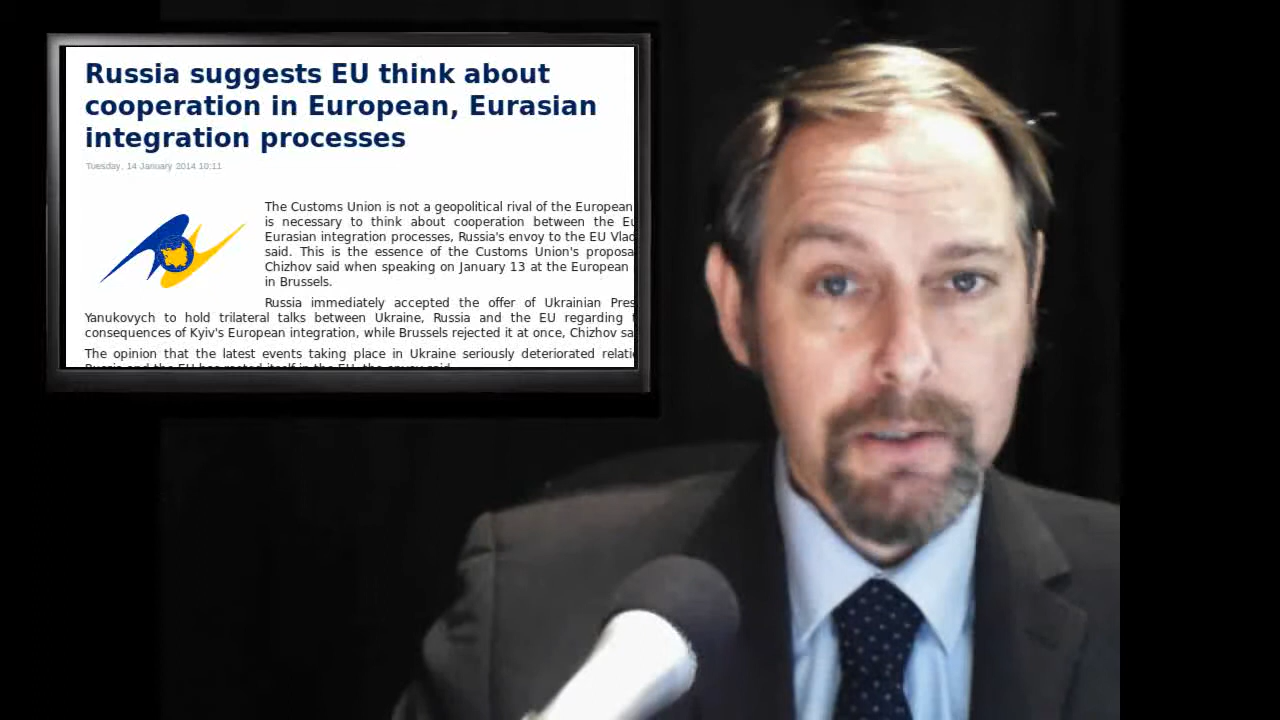 Russia suggests EU think about
cooperation in European, Eurasian
integration processes
Tuesday, 14 January 2014 10:11
The Customs Union is not a geopolitical rival of the European
is necessary to think about cooperation between the
Eurasian integration processes, Russia's envoy to the EU
said. This is the essence of the Customs Union's
Chizhov said when speaking on January 13 at the European
in Brussels.
Russia immediately accepted the offer of Ukrainian
Yanukovych to hold trilateral talks between Ukraine, Russia and the EU regarding
consequences of Kyiv's European integration, while Brussels rejected it at once, Chizhov
The opinion that the latest events taking place in Ukraine seriously deteriorated